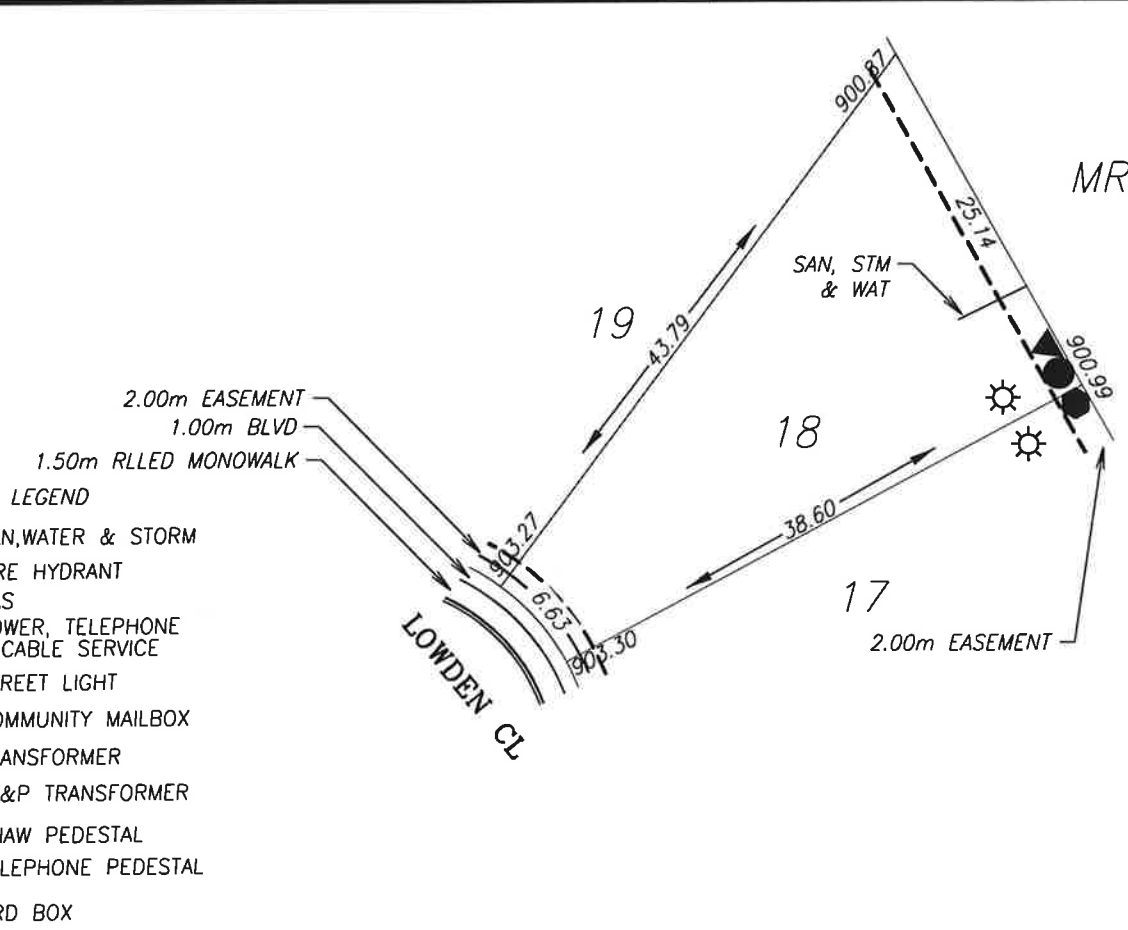 900.87
MR
25.14
SAN, STM
& WAT
19
43.79
900.99
2.00m EASEMENT
1.00m BLVD
18
1.50m RLLED MONOWALK
LEGEND
903.27
38.60
N,WATER & STORM
RE HYDRANT
AS
OWER, TELEPHONE
CABLE SERVICE
6.63
17
2.00m EASEMENT
903.30
LOWDEN CL
REET LIGHT
OMMUNITY MAILBOX
ANSFORMER
&P TRANSFORMER
HAW PEDESTAL
LEPHONE PEDESTAL
RD BOX